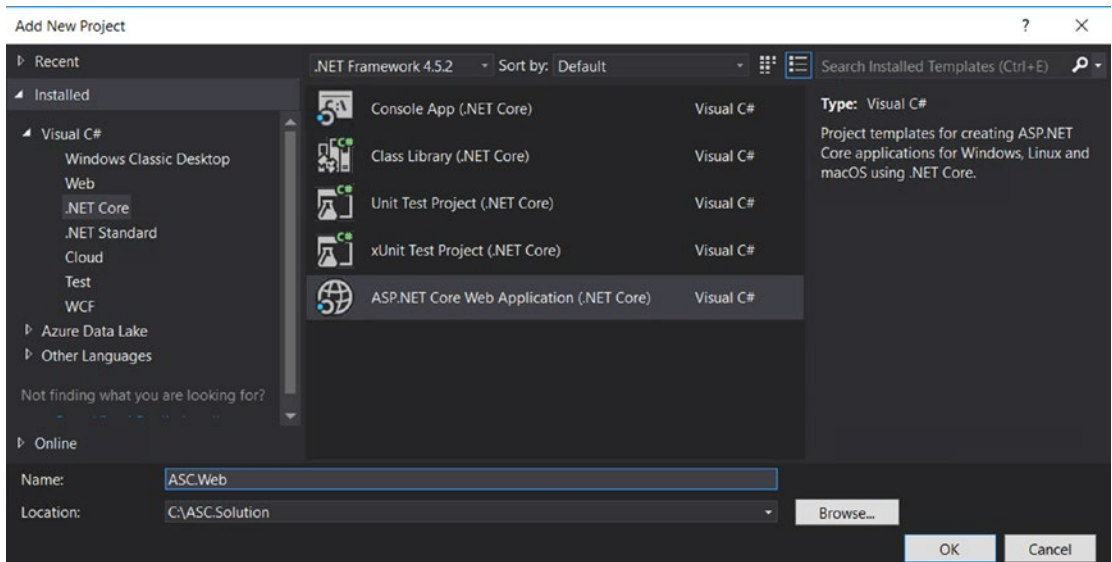 Add New Project
?
Recent
Installed
Visual C#
Windows Classic Desktop
Web
.NET Core
.NET Standard
Cloud
Test
WCF
Azure Data Lake
Other Languages
Not finding what you are looking for?
Online
.NET Framework 4.5.2
Sort by: Default
Search Installed Templates (Ctrl+E)
Console App (.NET Core) Visual C#
Class Library (.NET Core) Visual C#
Unit Test Project (.NET Core) Visual C#
xUnit Test Project (.NET Core) Visual C#
ASP.NET Core Web Application (.NET Core) Visual C#
Type: Visual C#
Project templates for creating ASP.NET
Core applications for Windows, Linux and
macOS using .NET Core.
Name: ASC.Web
Location: C:\ASC.Solution
Browse...
OK Cancel